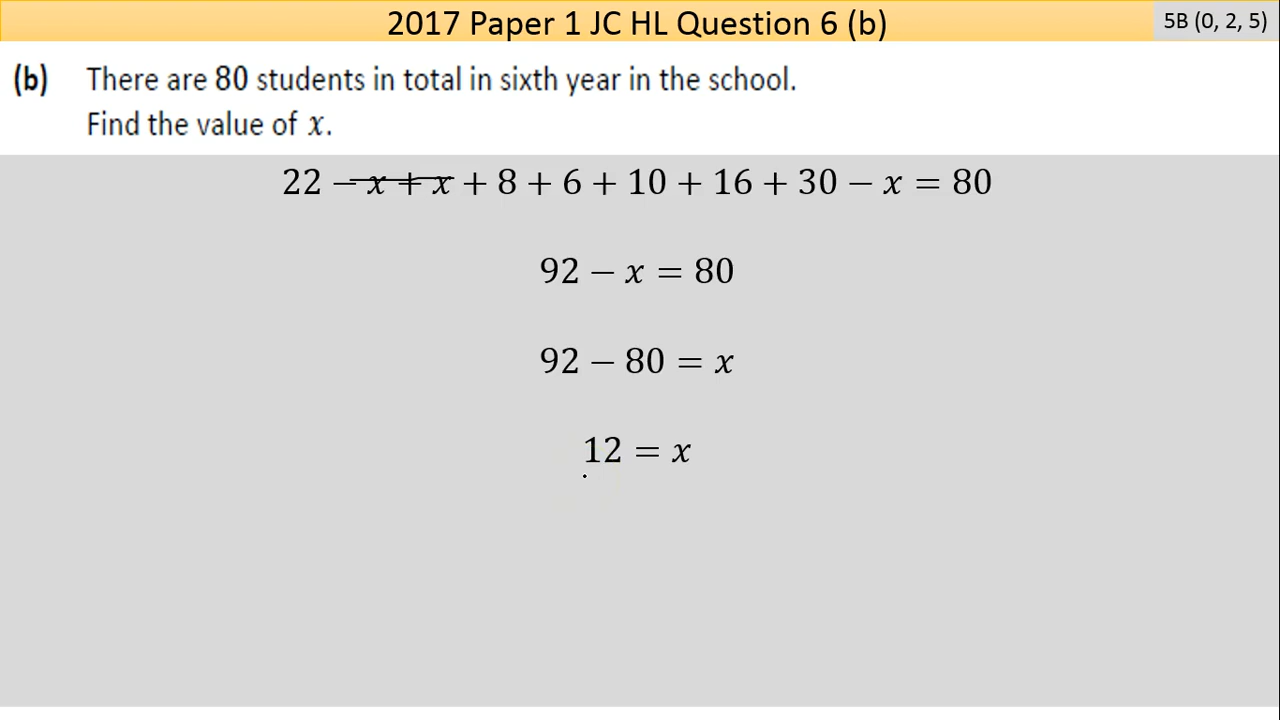 2017 Paper 1 JC HL Question 6 (b)
5B (0, 2, 5)
(b) There are 80 students in total in sixth year in the school.
Find the value of x.
22 − x + x + 8 + 6 + 10 + 16 + 30 − x = 80
92 − x = 80
92 − 80 = x
12 = x